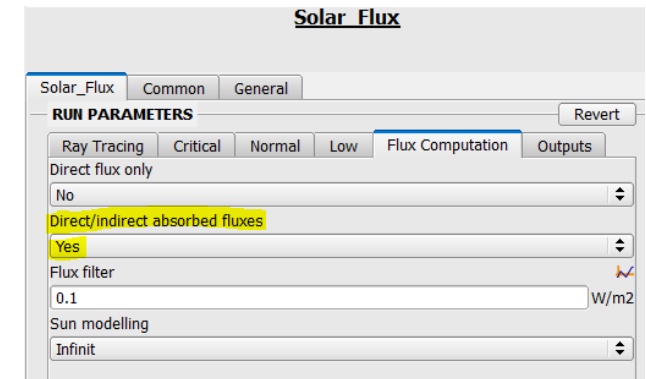 Solar_Flux
Solar_Flux Common General
RUN PARAMETERS Revert
Ray Tracing Critical Normal Low Flux Computation Outputs
Direct flux only
No
Direct/indirect absorbed fluxes
Yes
Flux filter
0.1 W/m2
Sun modelling
Infinit